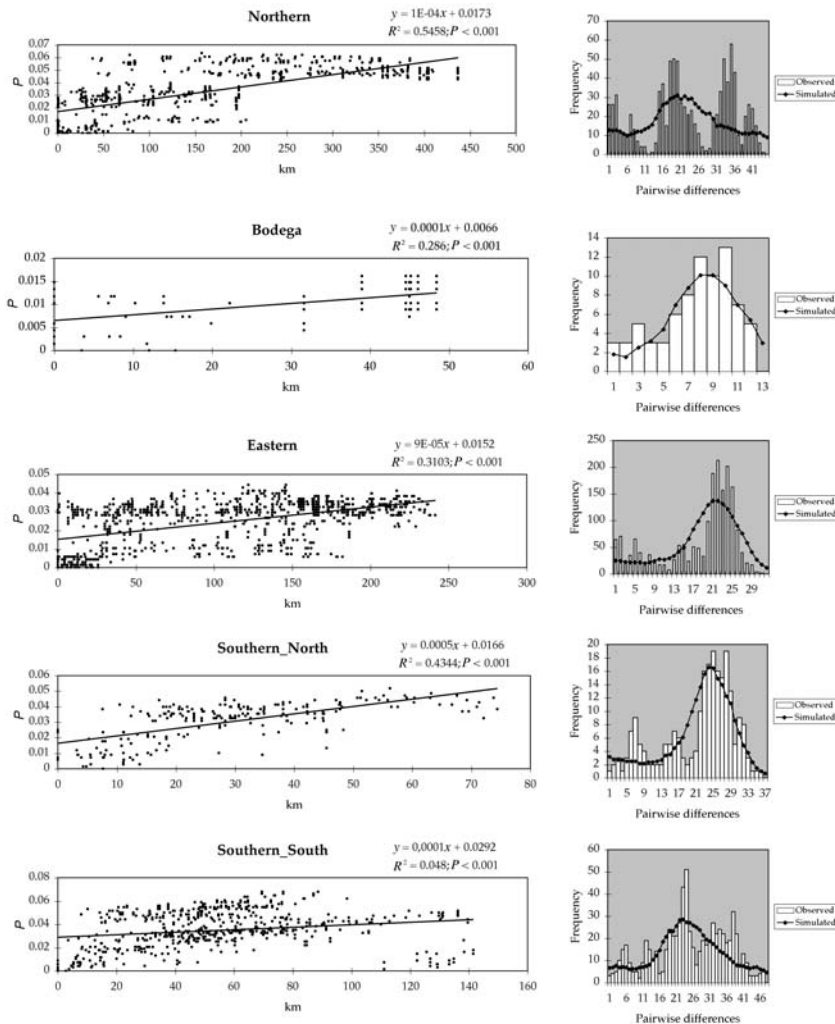 Northern
y = 1E-04x + 0.0173
R² = 0.5458; P < 0.001
P
0.07
0.06
0.05
0.04
0.03
0.02
0.01
0
0 50 100 150 200 250 300 350 400 450 500
km
Frequency
70
60
50
40
30
20
10
0
1 6 11 16 21 26 31 36 41
Pairwise differences
Observed
Simulated
Bodega
y = 0.0001x + 0.0066
R² = 0.286; P < 0.001
P
0.02
0.015
0.01
0.005
0
0 10 20 30 40 50 60
km
Frequency
14
12
10
8
6
4
2
0
1 3 5 7 9 11 13
Pairwise differences
Observed
Simulated
Eastern
y = 9E-05x + 0.0152
R² = 0.3103; P < 0.001
P
0.05
0.04
0.03
0.02
0.01
0
0 50 100 150 200 250 300
km
Frequency
250
200
150
100
50
0
1 5 9 13 17 21 25 29
Pairwise differences
Observed
Simulated
Southern_North
y = 0.0005x + 0.0166
R² = 0.4344; P < 0.001
P
0.06
0.05
0.04
0.03
0.02
0.01
0
0 10 20 30 40 50 60 70 80
km
Frequency
20
18
16
14
12
10
8
6
4
2
0
1 5 9 13 17 21 25 29 33 37
Pairwise differences
Observed
Simulated
Southern_South
y = 0,0001x + 0.0292
R² = 0.048; P < 0.001
P
0.08
0.06
0.04
0.02
0
0 20 40 60 80 100 120 140 160
km
Frequency
60
50
40
30
20
10
0
1 6 11 16 21 26 31 36 41 46
Pairwise differences
Observed
Simulated